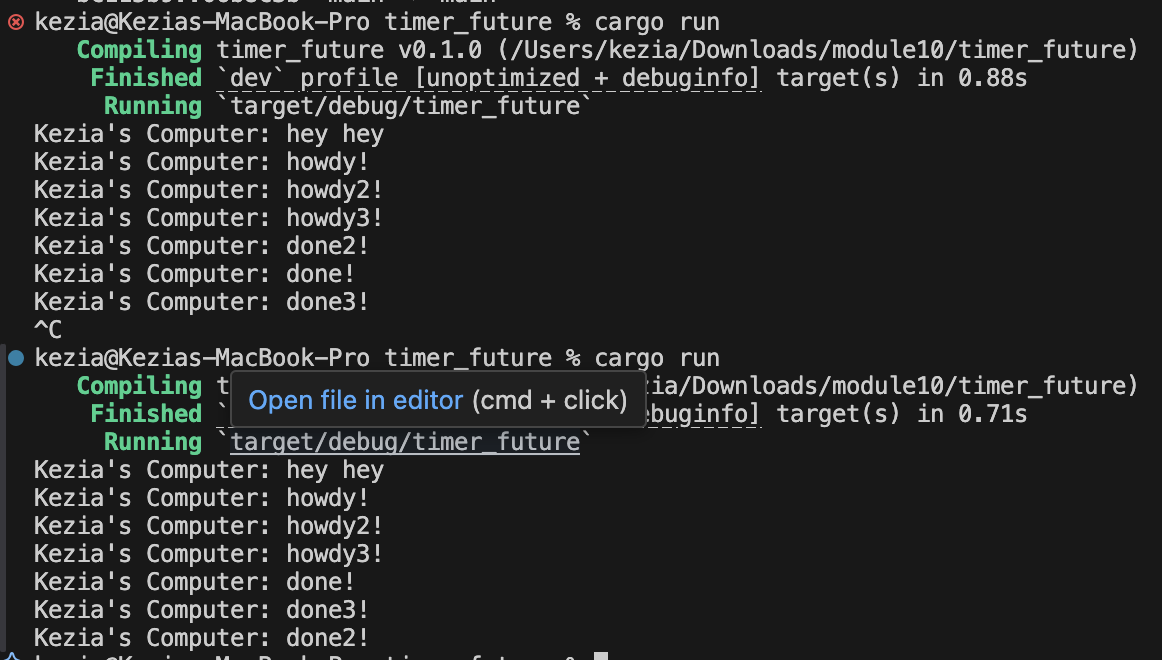 kezia@Kezias-MacBook-Pro timer_future % cargo run
Compiling timer_future v0.1.0 (/Users/kezia/Downloads/module10/timer_future)
Finished `dev` profile [unoptimized + debuginfo] target(s) in 0.88s
Running `target/debug/timer_future`
Kezia's Computer: hey hey
Kezia's Computer: howdy!
Kezia's Computer: howdy2!
Kezia's Computer: howdy3!
Kezia's Computer: done2!
Kezia's Computer: done!
Kezia's Computer: done3!
^C
kezia@Kezias-MacBook-Pro timer_future % cargo run
Compiling t zia/Downloads/module10/timer_future)
Open file in editor (cmd + click)
Finished ` ebuginfo] target(s) in 0.71s
Running `target/debug/timer_future`
Kezia's Computer: hey hey
Kezia's Computer: howdy!
Kezia's Computer: howdy2!
Kezia's Computer: howdy3!
Kezia's Computer: done!
Kezia's Computer: done3!
Kezia's Computer: done2!